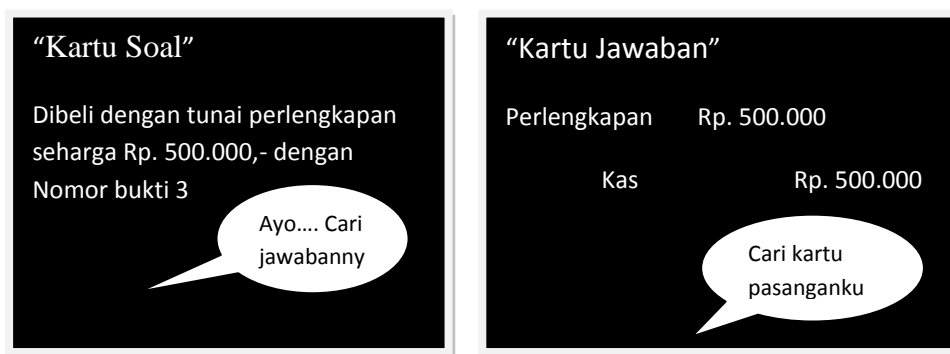 “Kartu Soal”
Dibeli dengan tunai perlengkapan
seharga Rp. 500.000,- dengan
Nomor bukti 3
Ayo.... Cari
jawabanny
“Kartu Jawaban”
Perlengkapan Rp. 500.000
Kas Rp. 500.000
Cari kartu
pasanganku